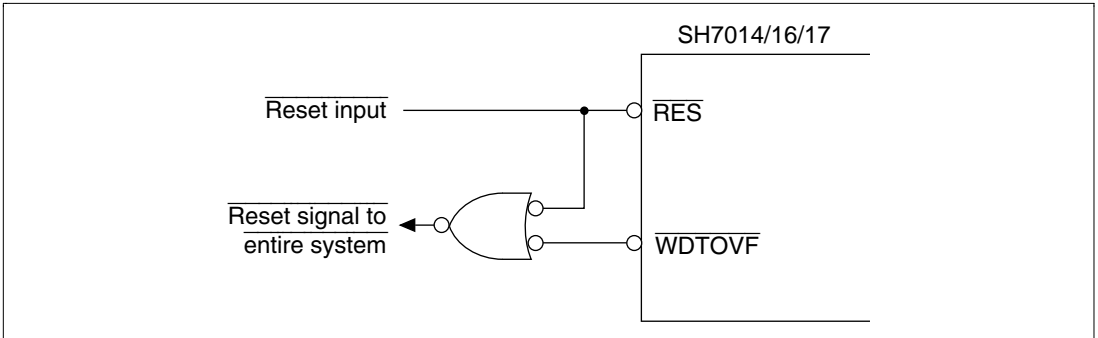 SH7014/16/17
Reset input
RES
Reset signal to
entire system
WDTOVF